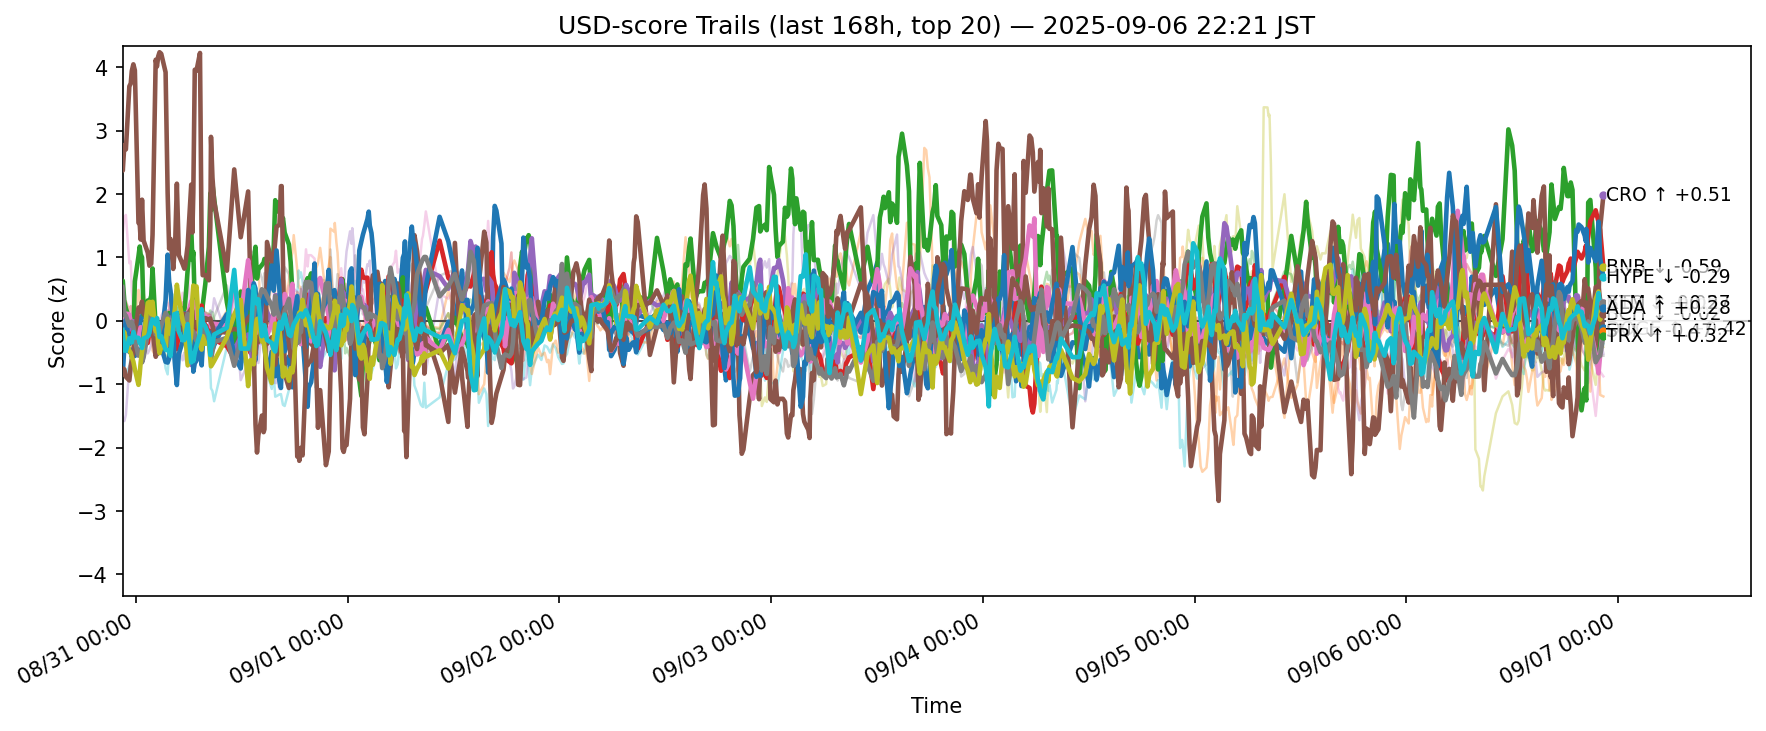 USD-score Trails (last 168h, top 20) — 2025-09-06 22:21 JST
Score (z)
4
3
2
1
0
−1
−2
−3
−4
CRO ↑ +0.51
BNB ↓ -0.59
HYPE ↓ -0.29
ADA ↑ +0.28
TRX ↑ +0.32
08/31 00:00
09/01 00:00
09/02 00:00
09/03 00:00
09/04 00:00
09/05 00:00
09/06 00:00
09/07 00:00
Time